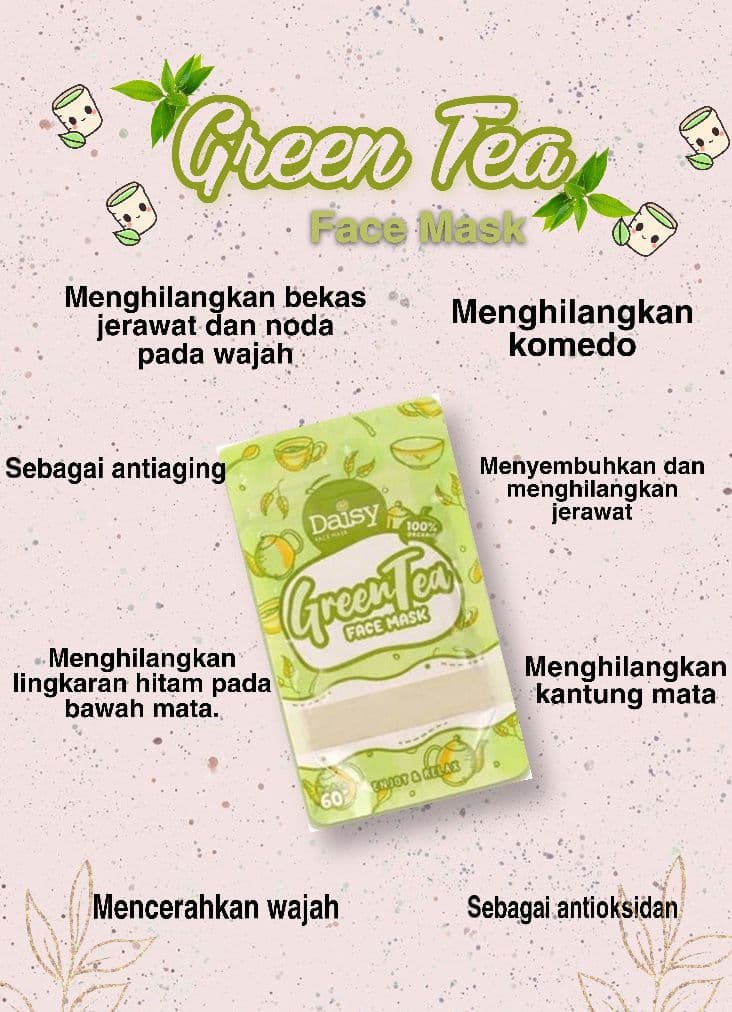 Green Tea
Face Mask
Menghilangkan bekas
jerawat dan noda
pada wajah
Menghilangkan
komedo
Sebagai antiaging
Menyembuhkan dan
menghilangkan
jerawat
Daisy
FACE MASK
100%
ORGANIC
Green Tea
FACE MASK
Menghilangkan
lingkaran hitam pada
bawah mata.
Menghilangkan
kantung mata
60
ENJOY & RELAX
Mencerahkan wajah
Sebagai antioksidan